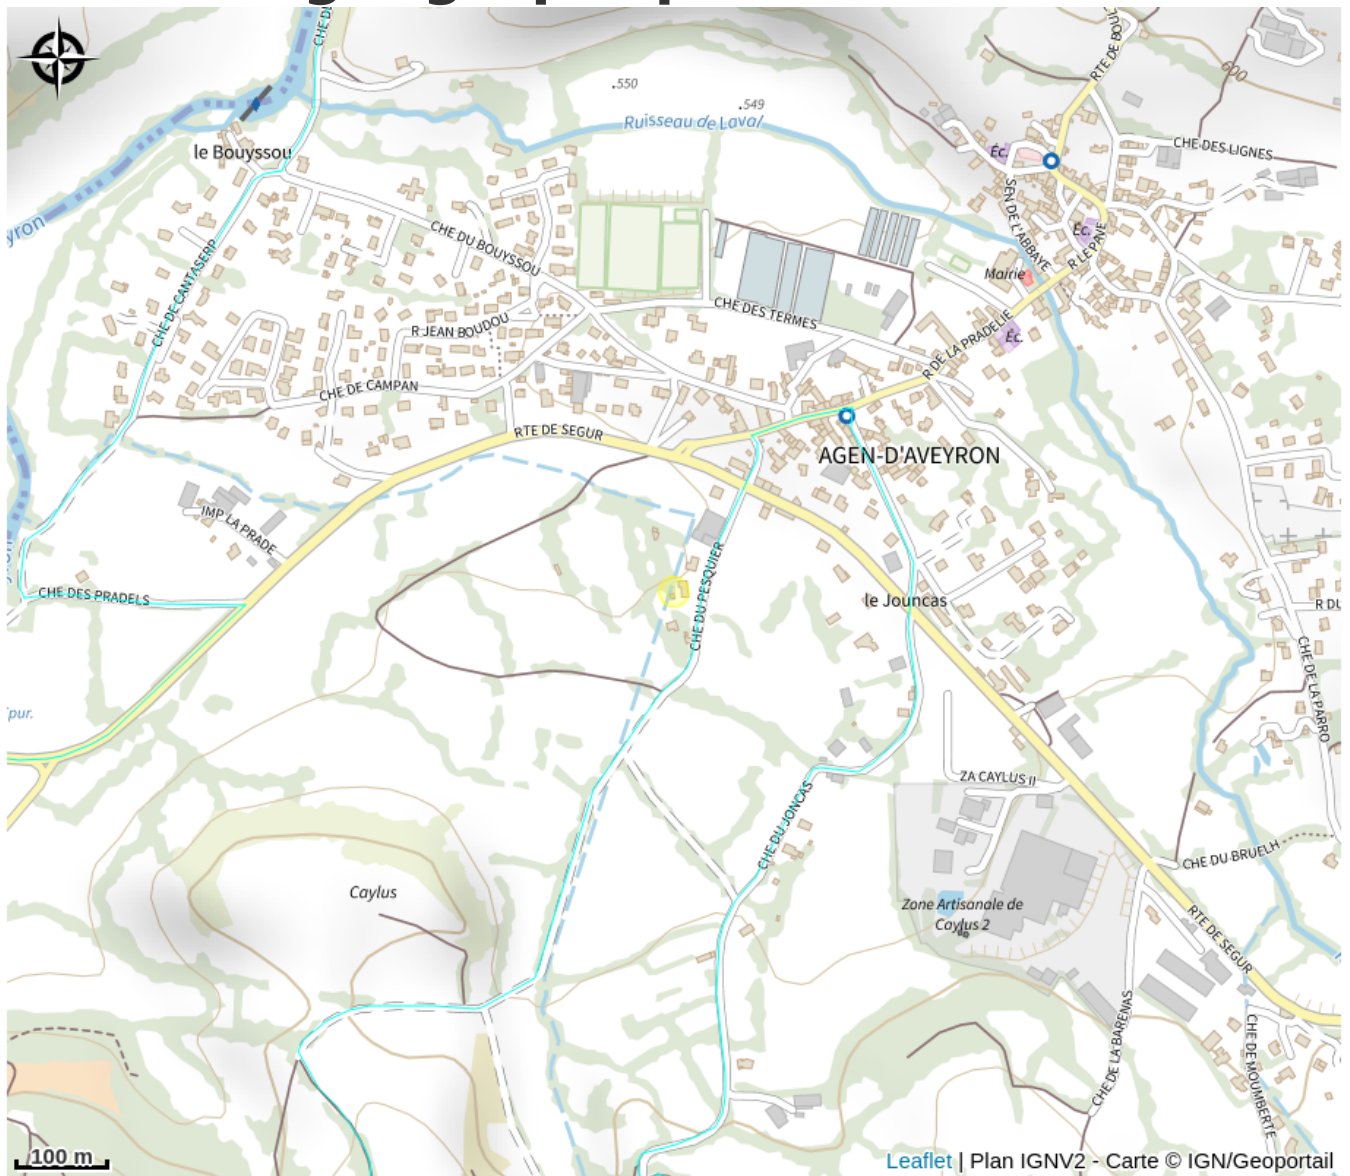 CHE D
RTE DE BOU
600
.550
.549
Ruisseau de Laval
CHE DES LIGNES
Éc.
le Bouyssou
SEN DE L'ABBAYE
yron
CHE DU BOUYSSOU
Éc.
R LE PAVE
CHE DE CANTASERP
Mairie
CHE DES TERMES
R JEAN BOUDOU
R DE LA PRADELIE
Éc.
CHE DE CAMPAN
RTE DE SEGUR
AGEN-D'AVEYRON
IMP LA PRADE
CHE DU PESQUIER
CHE DES PRADELS
le Jouncas
R DU
CHE DE LA PARRO
pur.
ZA CAYLUS II
CHE DU JONCAS
CHE DU BRUELH
Caylus
Zone Artisanale de
Caylus 2
RTE DE SEGUR
CHE DE LA BARENAS
CHE DE MOUMBERTE
100 m
Leaflet | Plan IGNV2 - Carte © IGN/Geoportail